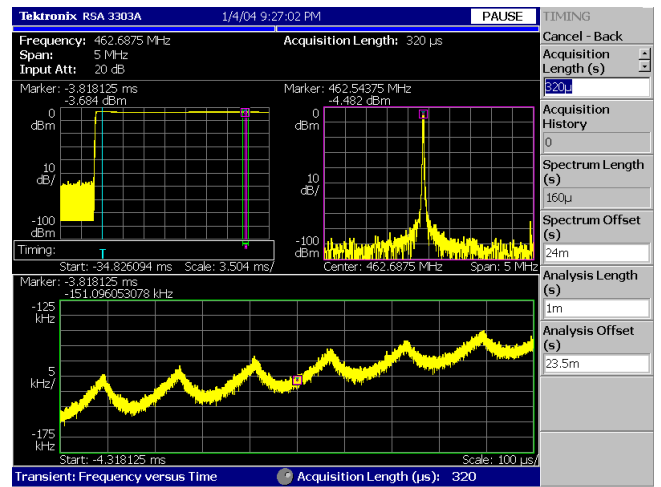 Tektronix RSA 3303A 1/4/04 9:27:02 PM PAUSE
Frequency: 462.6875 MHz Acquisition Length: 320 µs
Span: 5 MHz
Input Att: 20 dB
Marker: -3.818125 ms
-3.684 dBm
0
dBm
10
dB/
-100
dBm
Timing:
T
Start: -34.826094 ms Scale: 3.504 ms/
Marker: 462.54375 MHz
-4.482 dBm
0
dBm
10
dB/
-100
dBm
Center: 462.6875 MHz Span: 5 MHz
Marker: -3.818125 ms
-151.096053078 kHz
-125
kHz
5
kHz/
-175
kHz
Start: -4.318125 ms Scale: 100 µs/
Transient: Frequency versus Time Acquisition Length (µs): 320
TIMING
Cancel - Back
Acquisition
Length (s)
320µ
Acquisition
History
0
Spectrum Length
(s)
160µ
Spectrum Offset
(s)
24m
Analysis Length
(s)
1m
Analysis Offset
(s)
23.5m